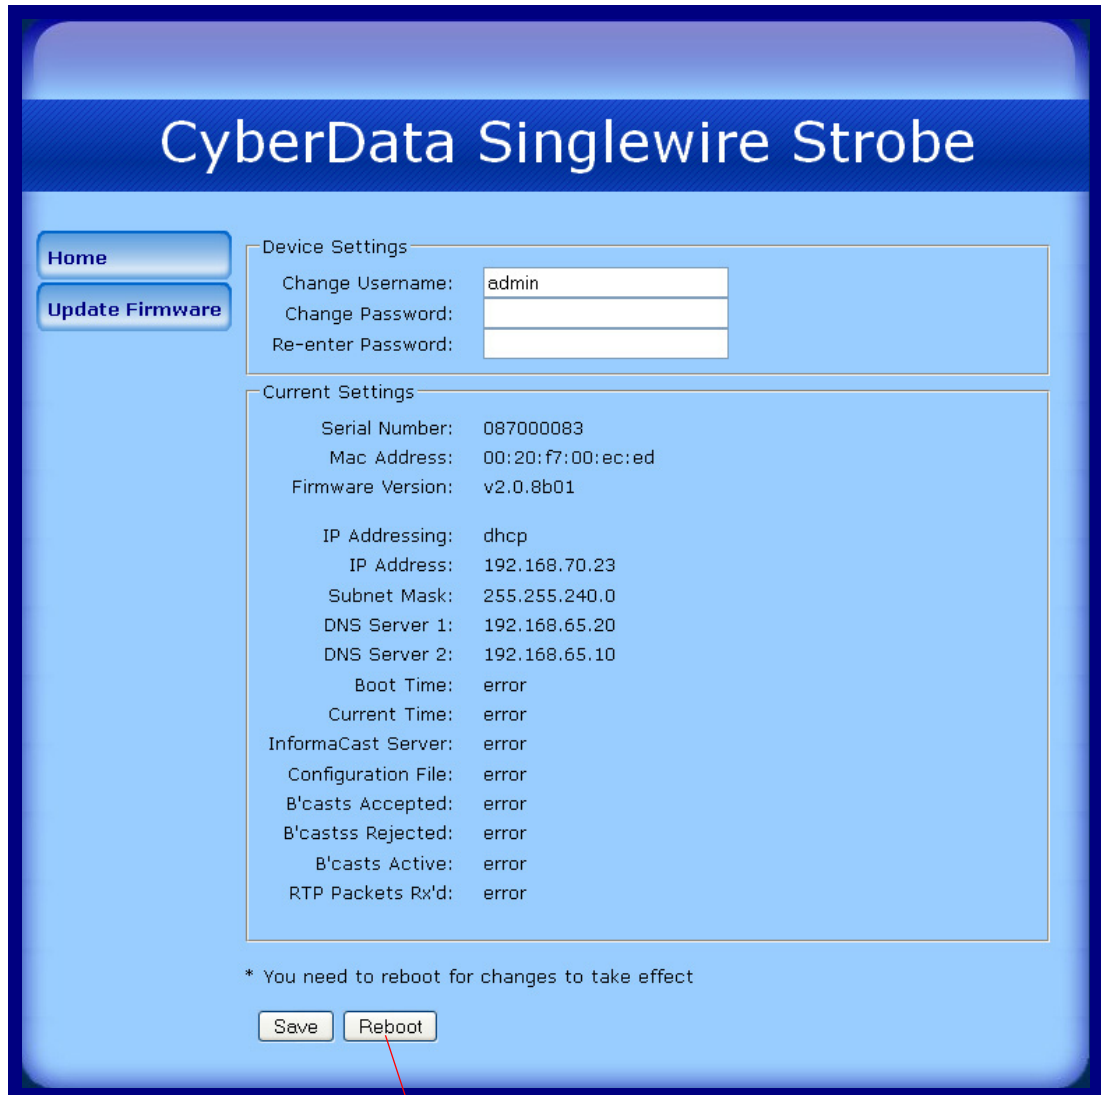 CyberData Singlewire Strobe
Home
Update Firmware
Device Settings
Change Username: admin
Change Password:
Re-enter Password:
Current Settings
Serial Number: 087000083
Mac Address: 00:20:f7:00:ec:ed
Firmware Version: v2.0.8b01
IP Addressing: dhcp
IP Address: 192.168.70.23
Subnet Mask: 255.255.240.0
DNS Server 1: 192.168.65.20
DNS Server 2: 192.168.65.10
Boot Time: error
Current Time: error
InformaCast Server: error
Configuration File: error
B'casts Accepted: error
B'castss Rejected: error
B'casts Active: error
RTP Packets Rx'd: error
* You need to reboot for changes to take effect
Save Reboot